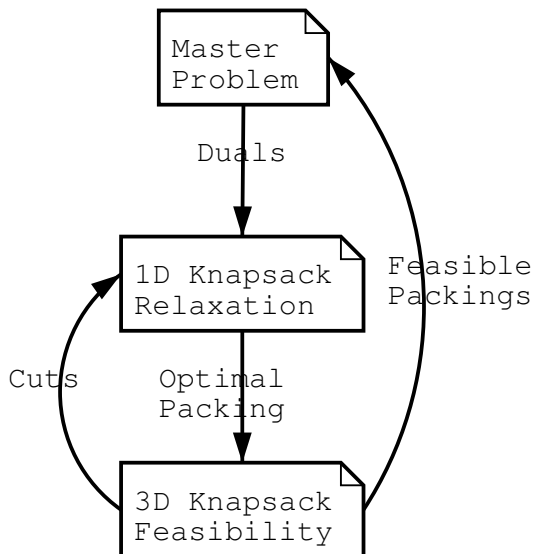 Master
Problem
Duals
1D Knapsack
Relaxation
Feasible
Packings
Cuts
Optimal
Packing
3D Knapsack
Feasibility